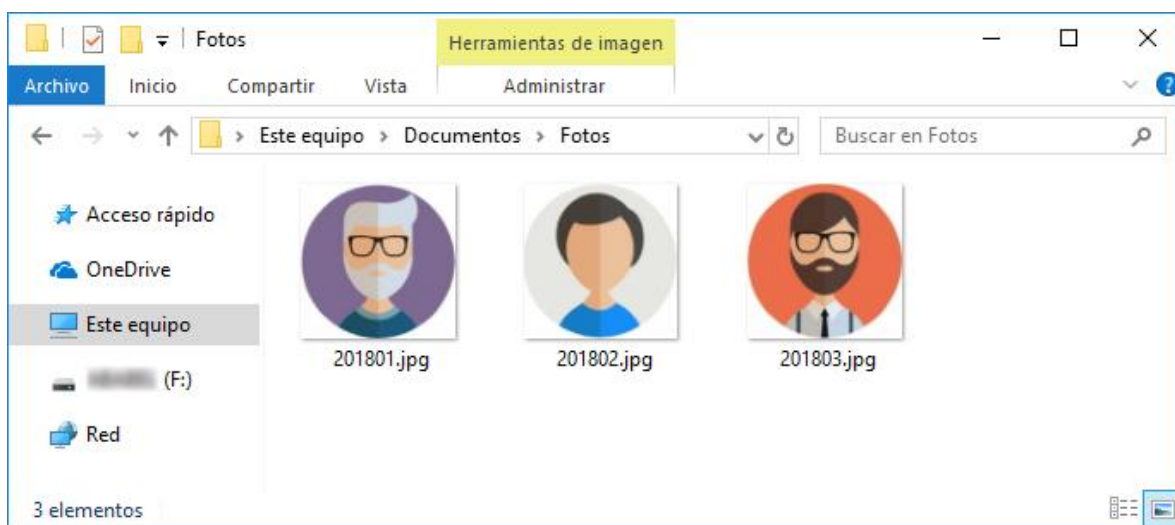 Fotos
Herramientas de imagen
Archivo Inicio Compartir Vista Administrar
Este equipo > Documentos > Fotos
Buscar en Fotos
Acceso rápido
OneDrive
Este equipo
(F:)
Red
201801.jpg 201802.jpg 201803.jpg
3 elementos